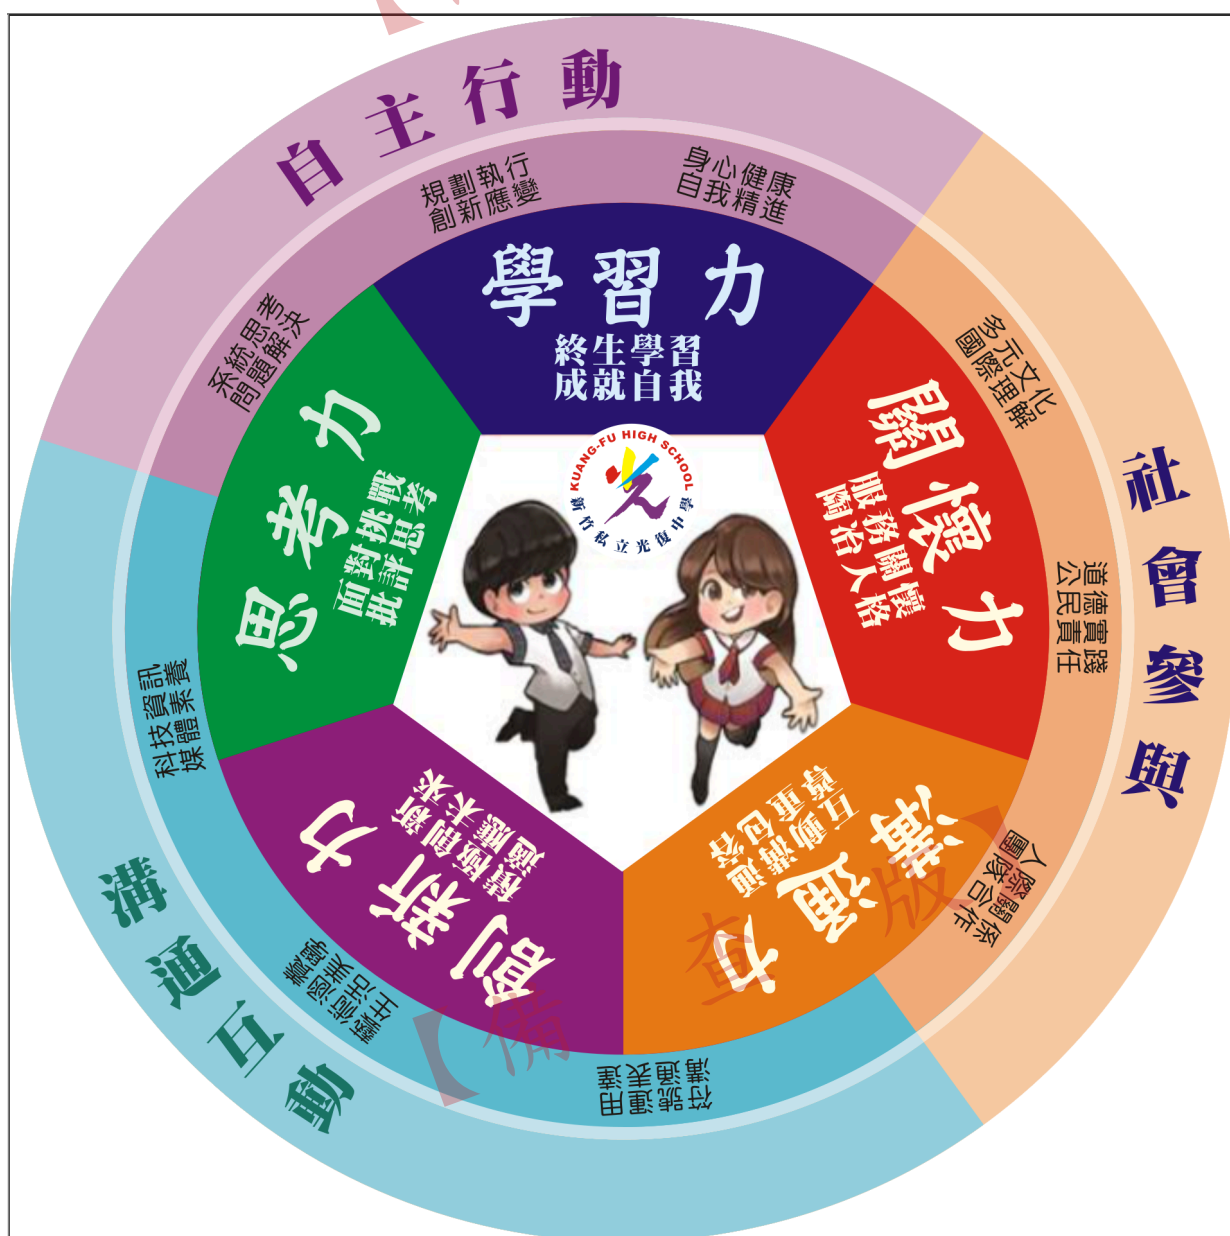 自主行動
規劃執行
創新應變
身心健康
自我精進
系統思考
問題解決
學習力
終生學習
成就自我
社會參與
多元文化
國際理解
道德實踐
公民責任
人際關係
團隊合作
關懷力
服務關懷
陶冶人格
溝通力
互動溝通
尊重包容
溝通互動
符號運用
溝通表達
藝術涵養
生活美學
科技資訊
媒體素養
創新力
積極創新
適應未來
思考力
面對挑戰
批評思考
KUANG-FU HIGH SCHOOL
新竹私立光復中學
【備查版】